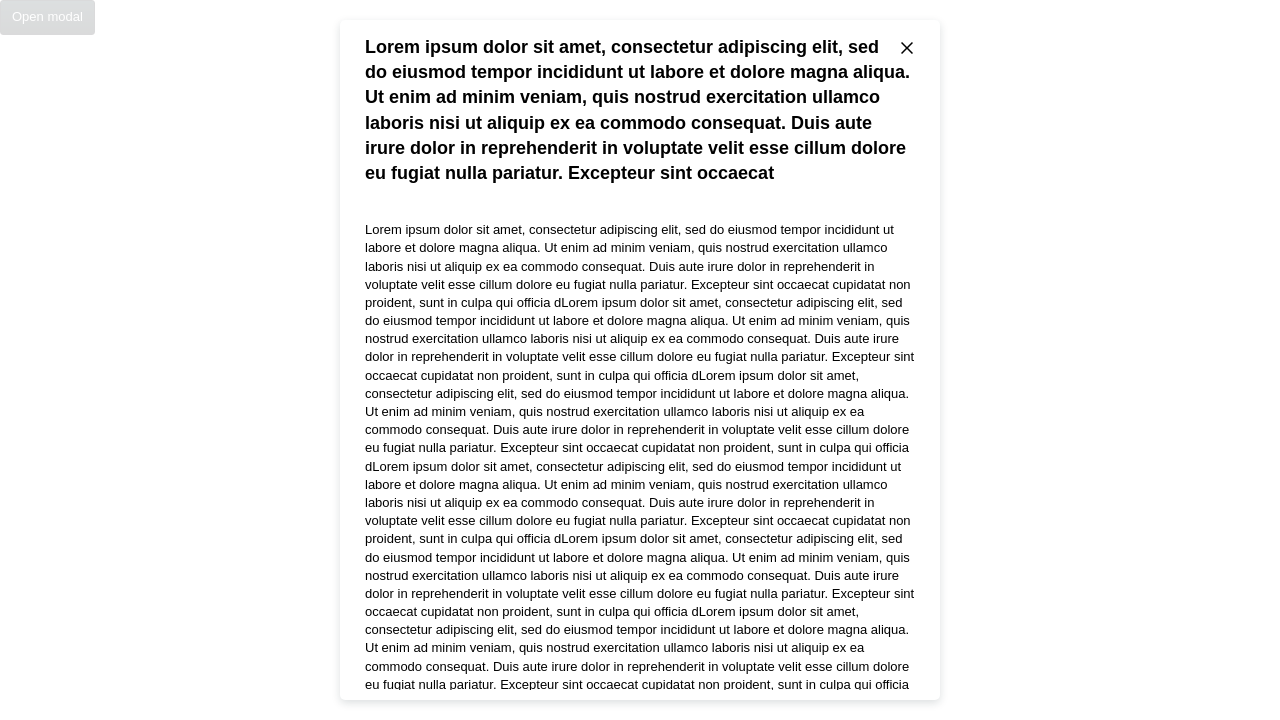 Open modal
Lorem ipsum dolor sit amet, consectetur adipiscing elit, sed
do eiusmod tempor incididunt ut labore et dolore magna aliqua.
Ut enim ad minim veniam, quis nostrud exercitation ullamco
laboris nisi ut aliquip ex ea commodo consequat. Duis aute
irure dolor in reprehenderit in voluptate velit esse cillum dolore
eu fugiat nulla pariatur. Excepteur sint occaecat
Lorem ipsum dolor sit amet, consectetur adipiscing elit, sed do eiusmod tempor incididunt ut
labore et dolore magna aliqua. Ut enim ad minim veniam, quis nostrud exercitation ullamco
laboris nisi ut aliquip ex ea commodo consequat. Duis aute irure dolor in reprehenderit in
voluptate velit esse cillum dolore eu fugiat nulla pariatur. Excepteur sint occaecat cupidatat non
proident, sunt in culpa qui officia dLorem ipsum dolor sit amet, consectetur adipiscing elit, sed
do eiusmod tempor incididunt ut labore et dolore magna aliqua. Ut enim ad minim veniam, quis
nostrud exercitation ullamco laboris nisi ut aliquip ex ea commodo consequat. Duis aute irure
dolor in reprehenderit in voluptate velit esse cillum dolore eu fugiat nulla pariatur. Excepteur sint
occaecat cupidatat non proident, sunt in culpa qui officia dLorem ipsum dolor sit amet,
consectetur adipiscing elit, sed do eiusmod tempor incididunt ut labore et dolore magna aliqua.
Ut enim ad minim veniam, quis nostrud exercitation ullamco laboris nisi ut aliquip ex ea
commodo consequat. Duis aute irure dolor in reprehenderit in voluptate velit esse cillum dolore
eu fugiat nulla pariatur. Excepteur sint occaecat cupidatat non proident, sunt in culpa qui officia
dLorem ipsum dolor sit amet, consectetur adipiscing elit, sed do eiusmod tempor incididunt ut
labore et dolore magna aliqua. Ut enim ad minim veniam, quis nostrud exercitation ullamco
laboris nisi ut aliquip ex ea commodo consequat. Duis aute irure dolor in reprehenderit in
voluptate velit esse cillum dolore eu fugiat nulla pariatur. Excepteur sint occaecat cupidatat non
proident, sunt in culpa qui officia dLorem ipsum dolor sit amet, consectetur adipiscing elit, sed
do eiusmod tempor incididunt ut labore et dolore magna aliqua. Ut enim ad minim veniam, quis
nostrud exercitation ullamco laboris nisi ut aliquip ex ea commodo consequat. Duis aute irure
dolor in reprehenderit in voluptate velit esse cillum dolore eu fugiat nulla pariatur. Excepteur sint
occaecat cupidatat non proident, sunt in culpa qui officia dLorem ipsum dolor sit amet,
consectetur adipiscing elit, sed do eiusmod tempor incididunt ut labore et dolore magna aliqua.
Ut enim ad minim veniam, quis nostrud exercitation ullamco laboris nisi ut aliquip ex ea
commodo consequat. Duis aute irure dolor in reprehenderit in voluptate velit esse cillum dolore
eu fugiat nulla pariatur. Excepteur sint occaecat cupidatat non proident, sunt in culpa qui officia